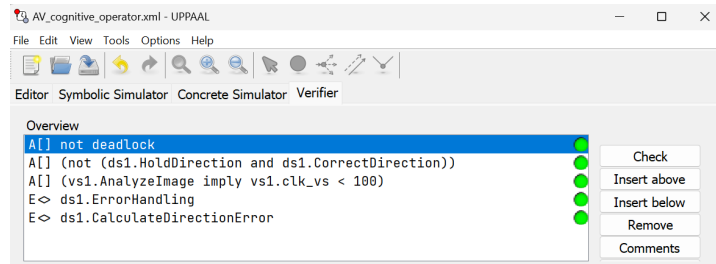 AV_cognitive_operator.xml - UPPAAL
File Edit View Tools Options Help
Editor Symbolic Simulator Concrete Simulator Verifier
Overview
A[] not deadlock
A[] (not (ds1.HoldDirection and ds1.CorrectDirection))
A[] (vs1.AnalyzeImage imply vs1.clk_vs < 100)
E<> ds1.ErrorHandling
E<> ds1.CalculateDirectionError
Check
Insert above
Insert below
Remove
Comments